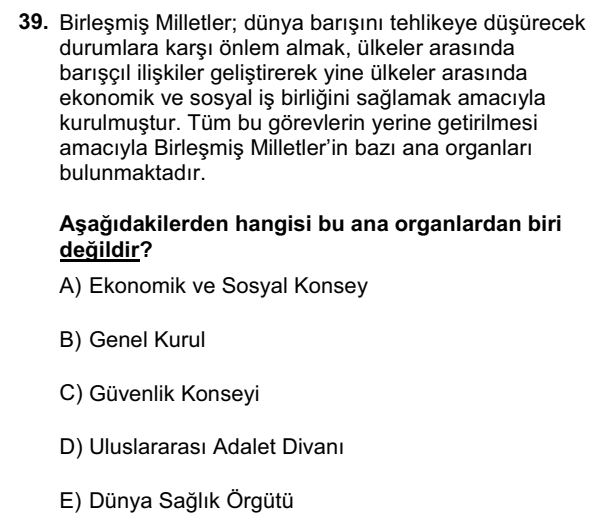 39. Birleşmiş Milletler; dünya barışını tehlikeye düşürecek
durumlara karşı önlem almak, ülkeler arasında
barışçıl ilişkiler geliştirerek yine ülkeler arasında
ekonomik ve sosyal iş birliğini sağlamak amacıyla
kurulmuştur. Tüm bu görevlerin yerine getirilmesi
amacıyla Birleşmiş Milletler’in bazı ana organları
bulunmaktadır.
Aşağıdakilerden hangisi bu ana organlardan biri
değildir?
A) Ekonomik ve Sosyal Konsey
B) Genel Kurul
C) Güvenlik Konseyi
D) Uluslararası Adalet Divanı
E) Dünya Sağlık Örgütü